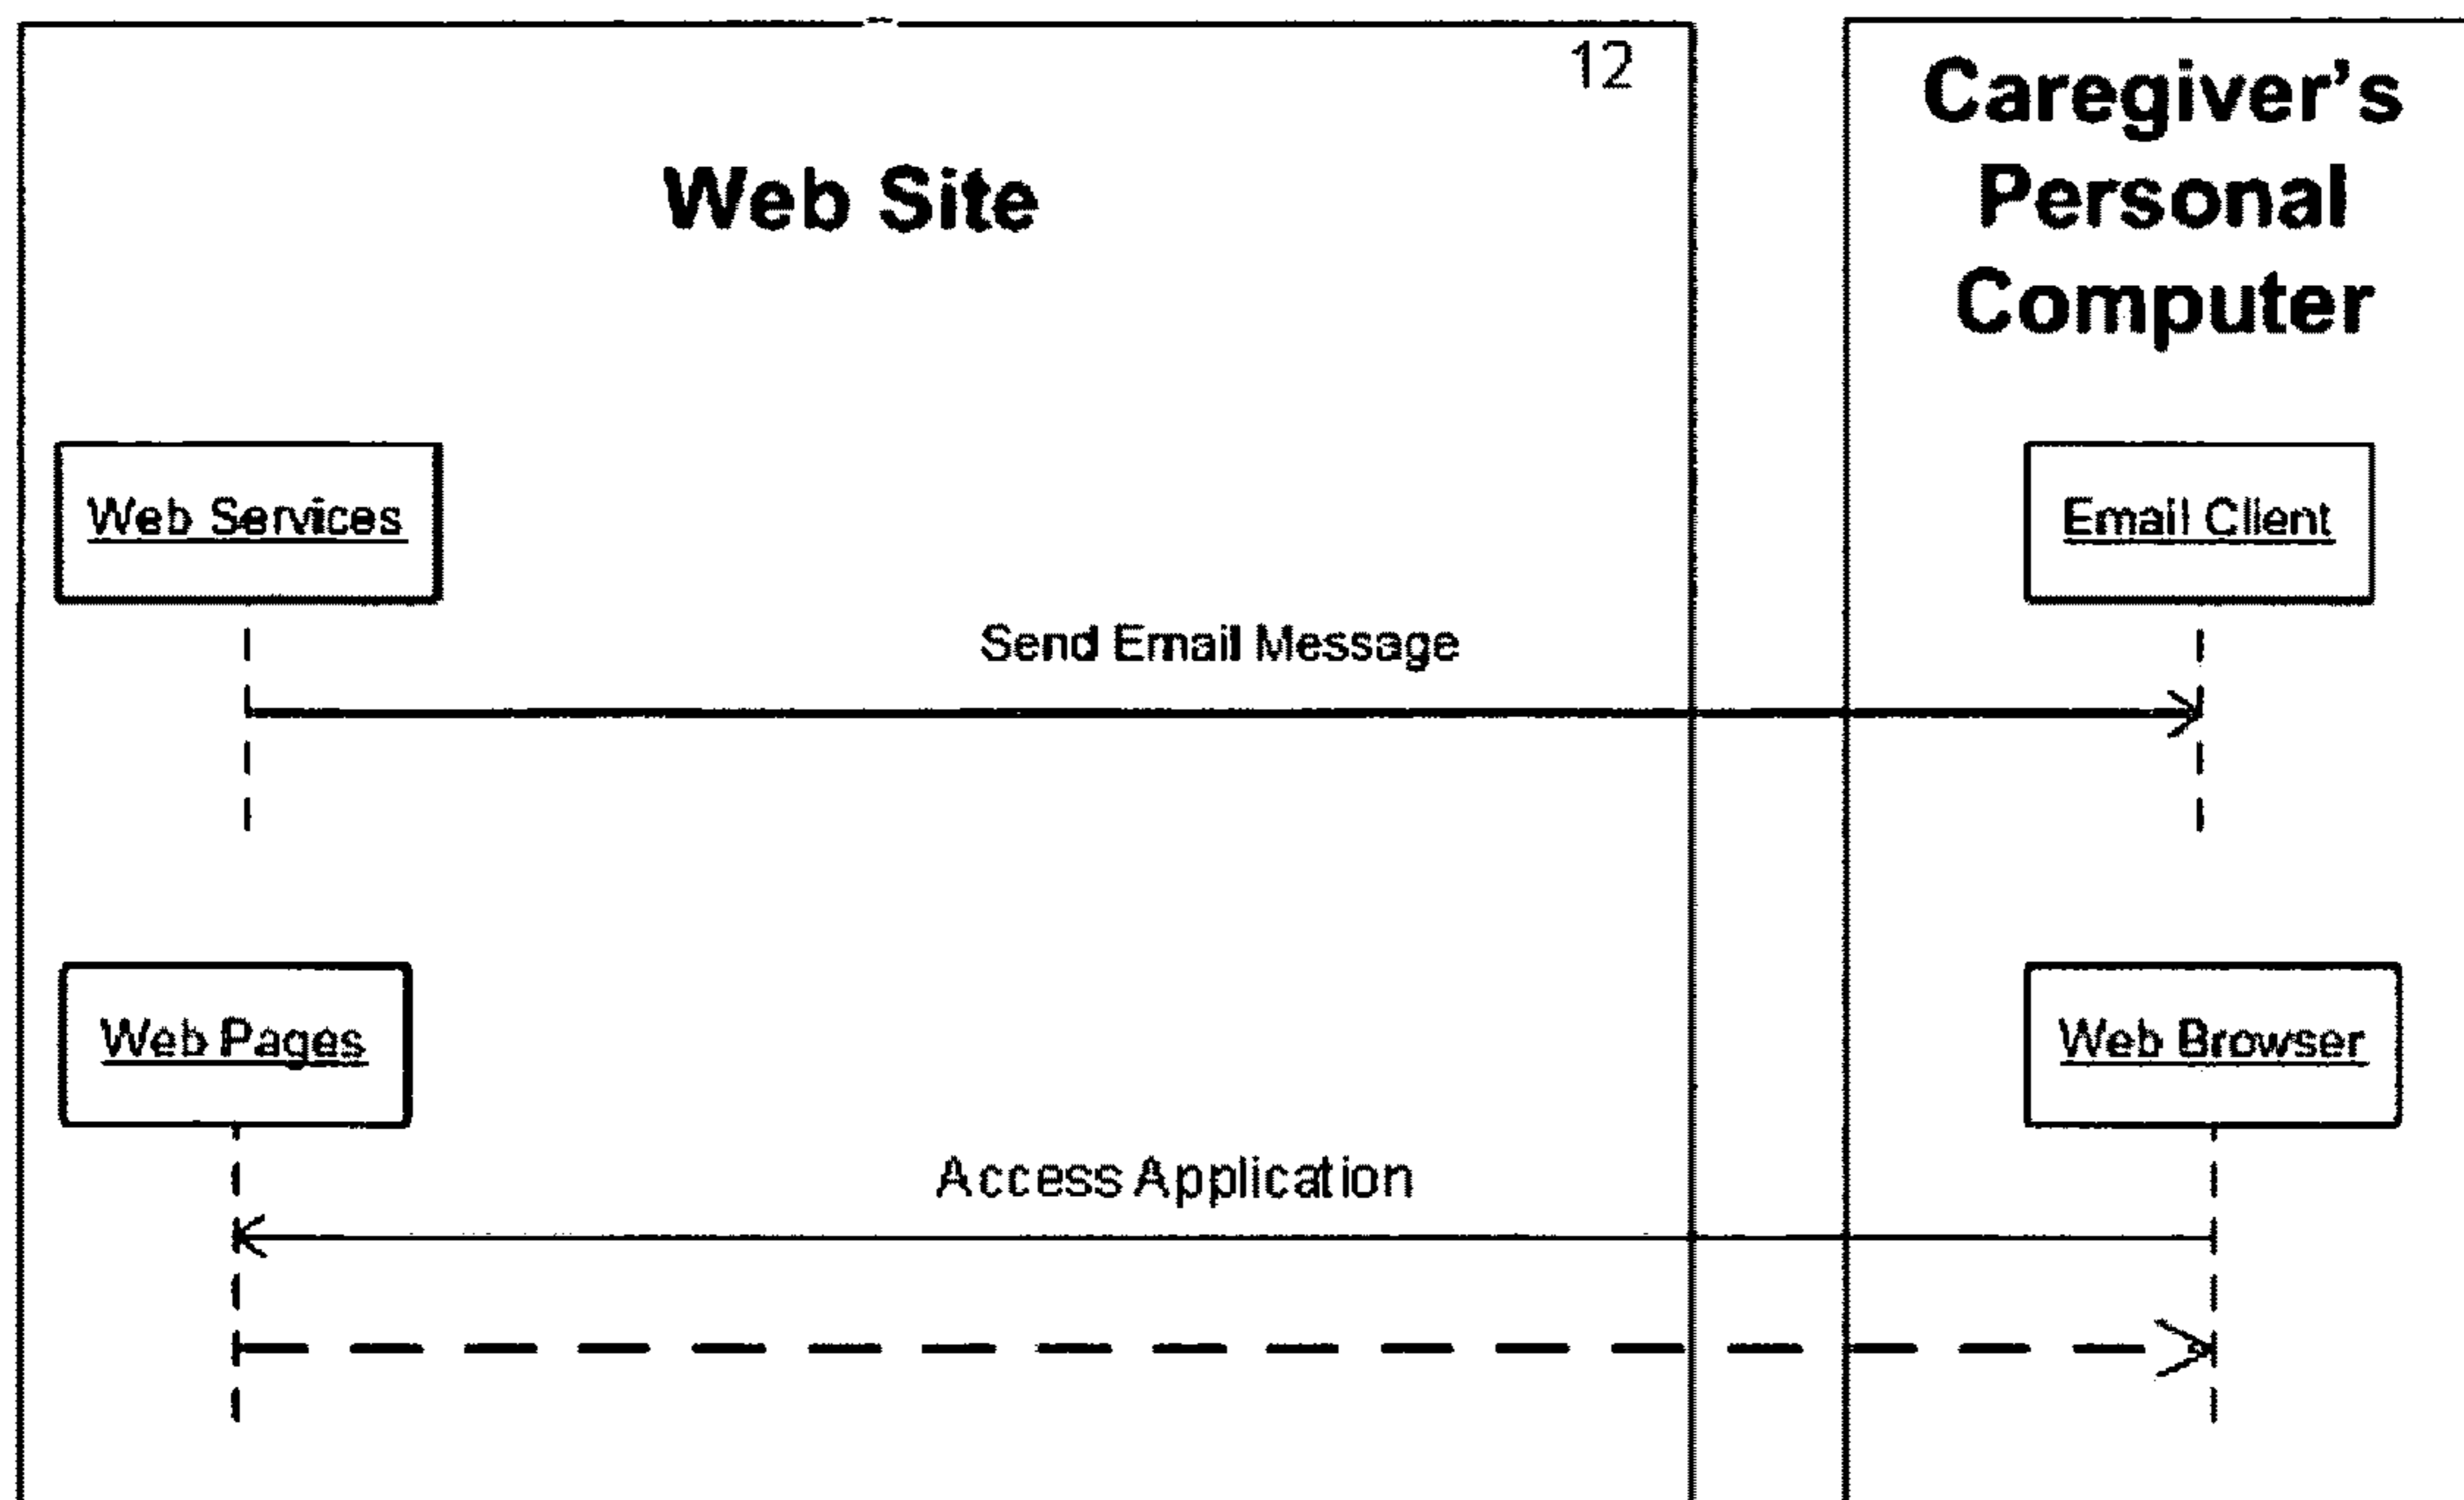 12
Web Site
Caregiver's
Personal
Computer
Web Services
Email Client
Send Email Message
Web Pages
Web Browser
Access Application